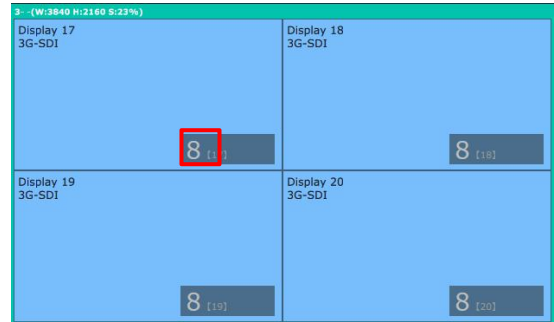 3- -(W:3840 H:2160 S:23%)
Display 17
3G-SDI
8
Display 18
3G-SDI
8 [18]
Display 19
3G-SDI
8 [19]
Display 20
3G-SDI
8 [20]